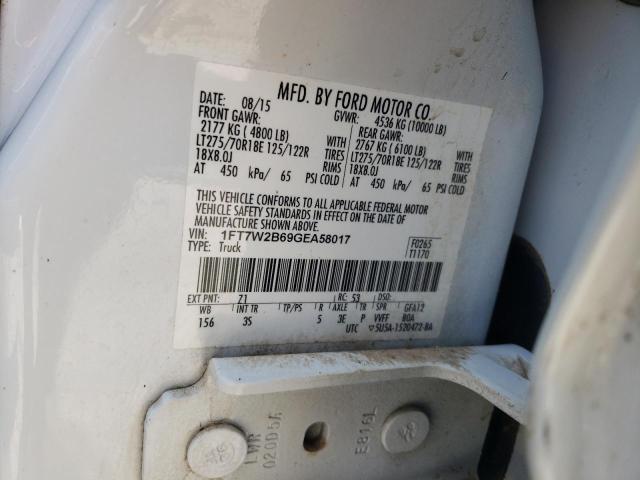 MFD. BY FORD MOTOR CO.
DATE: 08/15 GVWR: 4536 KG (10000 LB)
FRONT GAWR: REAR GAWR:
2177 KG ( 4800 LB) WITH 2767 KG ( 6100 LB) WITH
LT275/70R18E 125/122R TIRES LT275/70R18E 125/122R TIRES
18X8.0J RIMS 18X8.0J RIMS
AT 450 kPa/ 65 PSI COLD AT 450 kPa/ 65 PSI COLD
THIS VEHICLE CONFORMS TO ALL APPLICABLE FEDERAL MOTOR
VEHICLE SAFETY STANDARDS IN EFFECT ON THE DATE OF
MANUFACTURE SHOWN ABOVE.
VIN: 1FT7W2B69GEA58017 F0265
TYPE: Truck T1170
EXT PNT: Z1 RC: 53 DSO:
WB INT TR TP/PS R AXLE TR SPR GFA12
156 3S 5 3E P VVFF BOA
UTC ▽5U5A-1520472-BA
LWR
020D5A
E816L